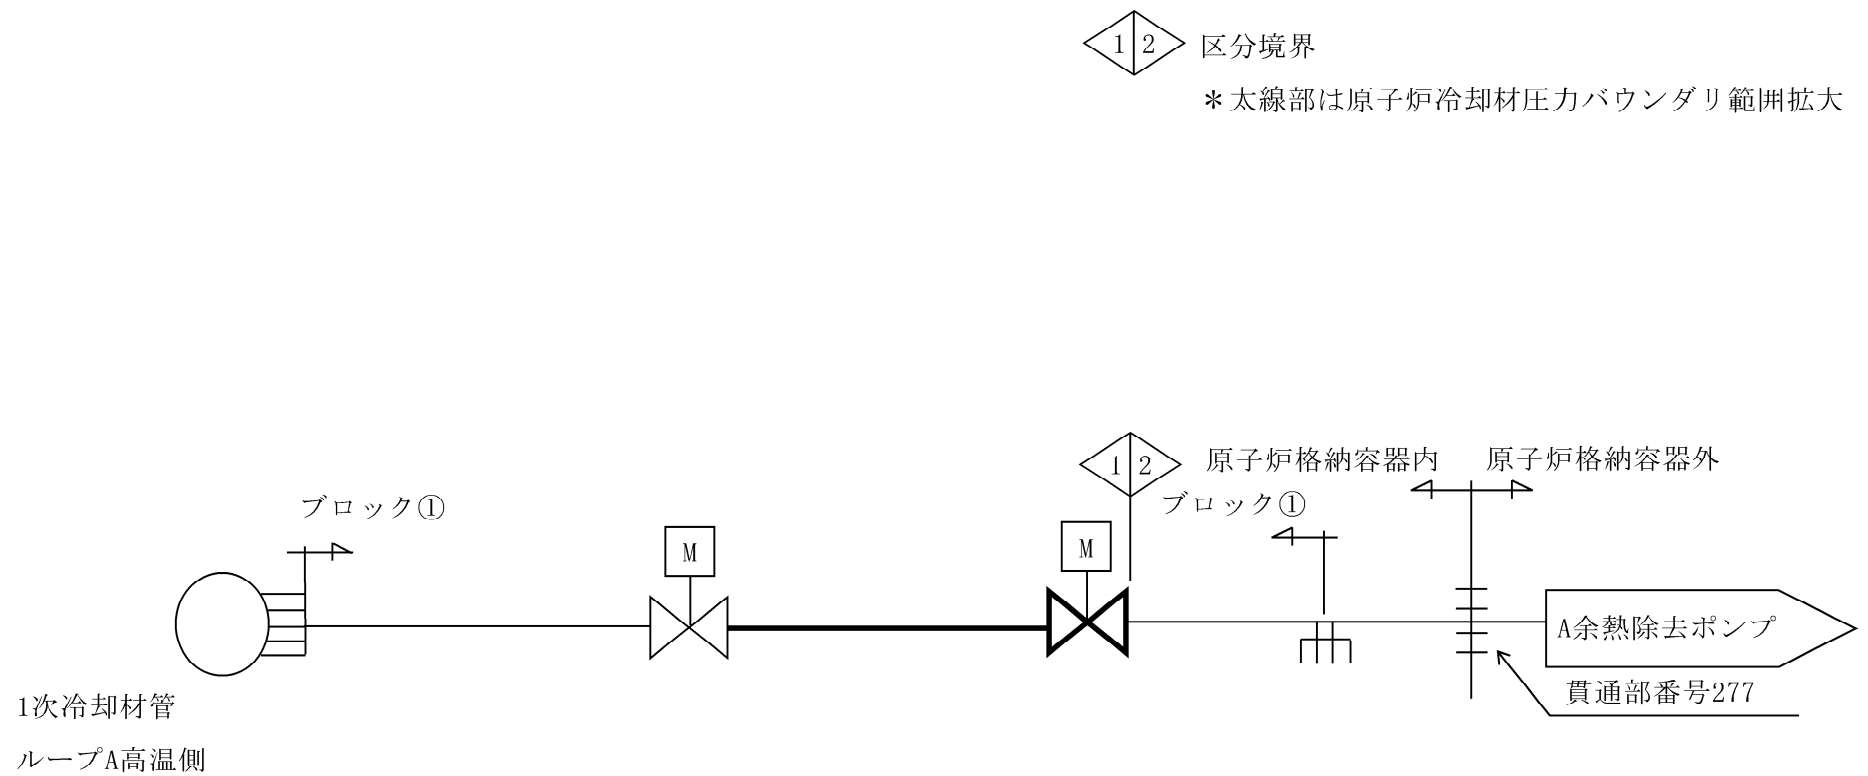 12 区分境界
＊太線部は原子炉冷却材圧力バウンダリ範囲拡大
12
原子炉格納容器内
原子炉格納容器外
ブロック①
ブロック①
M
M
A余熱除去ポンプ
貫通部番号277
1次冷却材管
ループA高温側